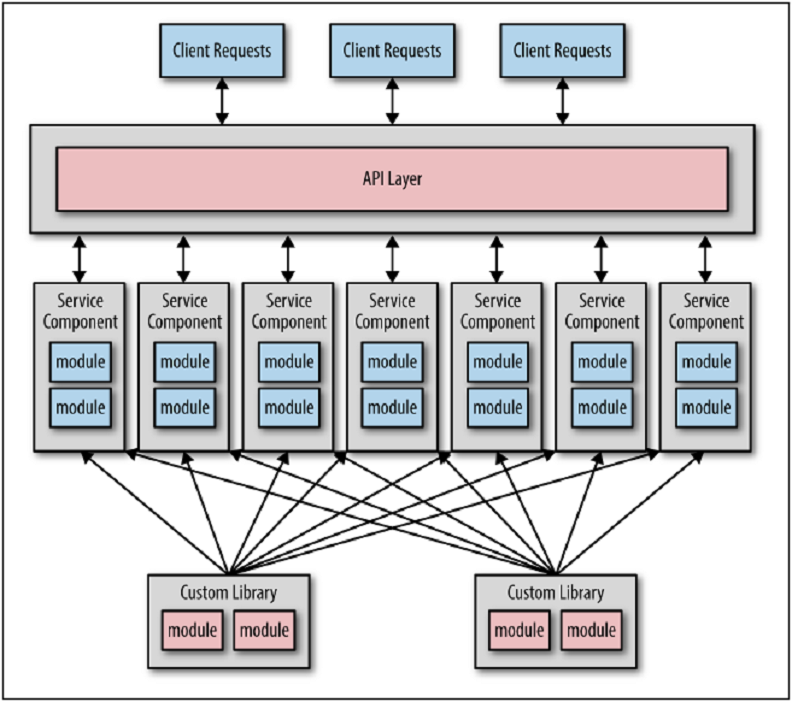 Client Requests
Client Requests
Client Requests
API Layer
Service
Component
module
module
Service
Component
module
module
Service
Component
module
module
Service
Component
module
module
Service
Component
module
module
Service
Component
module
module
Service
Component
module
module
Custom Library
module module
Custom Library
module module